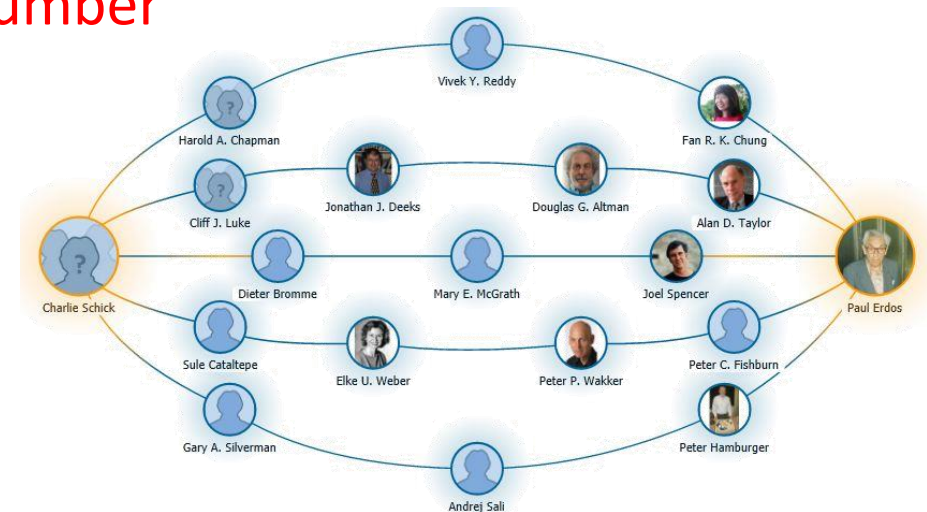 umber
Vivek Y. Reddy
Harold A. Chapman
Fan R. K. Chung
Jonathan J. Deeks
Douglas G. Altman
Cliff J. Luke
Alan D. Taylor
Dieter Bromme
Mary E. McGrath
Joel Spencer
Charlie Schick
Paul Erdos
Sule Cataltepe
Peter C. Fishburn
Elke U. Weber
Peter P. Wakker
Gary A. Silverman
Peter Hamburger
Andrej Sali